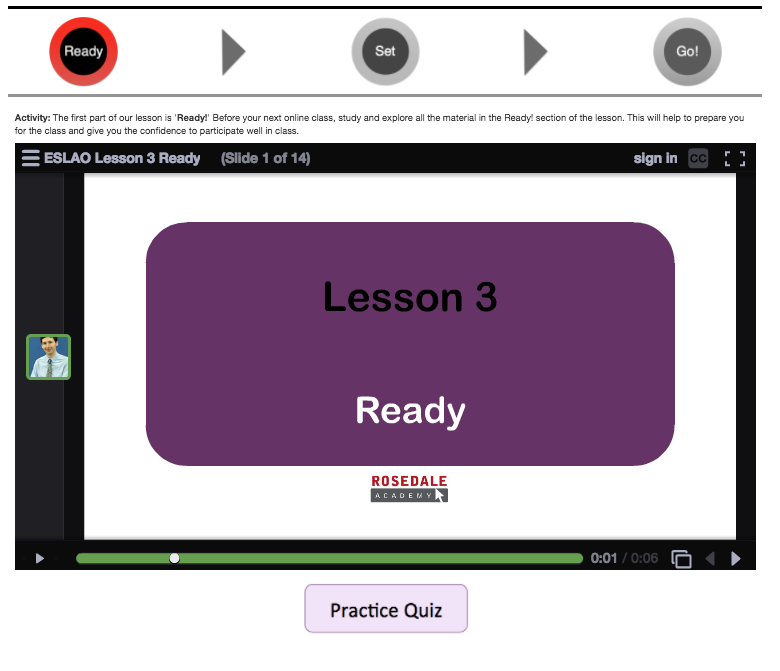 Ready
Set
Go!
Activity: The first part of our lesson is 'Ready!' Before your next online class, study and explore all the material in the Ready! section of the lesson. This will help to prepare you
for the class and give you the confidence to participate well in class.
ESLAO Lesson 3 Ready (Slide 1 of 14) sign in CC
Lesson 3
Ready
ROSEDALE
ACADEMY
0:01 / 0:06
Practice Quiz